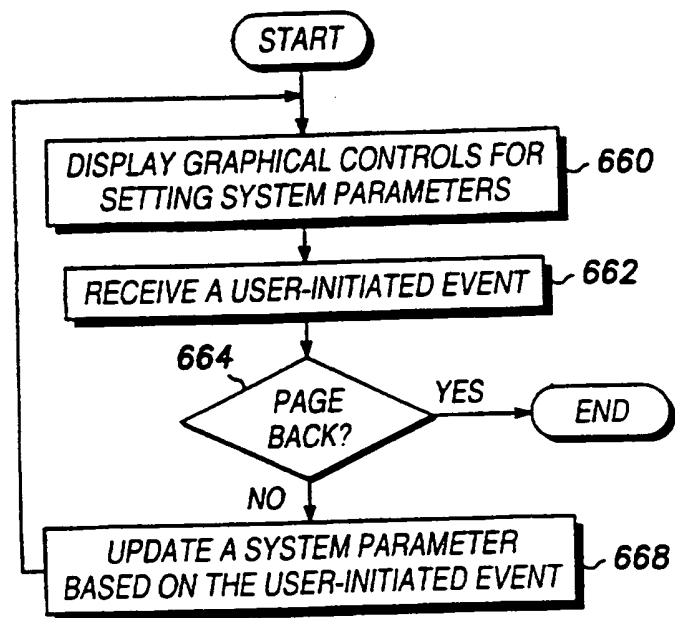 START
DISPLAY GRAPHICAL CONTROLS FOR
SETTING SYSTEM PARAMETERS
660
RECEIVE A USER-INITIATED EVENT
662
664
PAGE
BACK?
YES
END
NO
UPDATE A SYSTEM PARAMETER
BASED ON THE USER-INITIATED EVENT
668